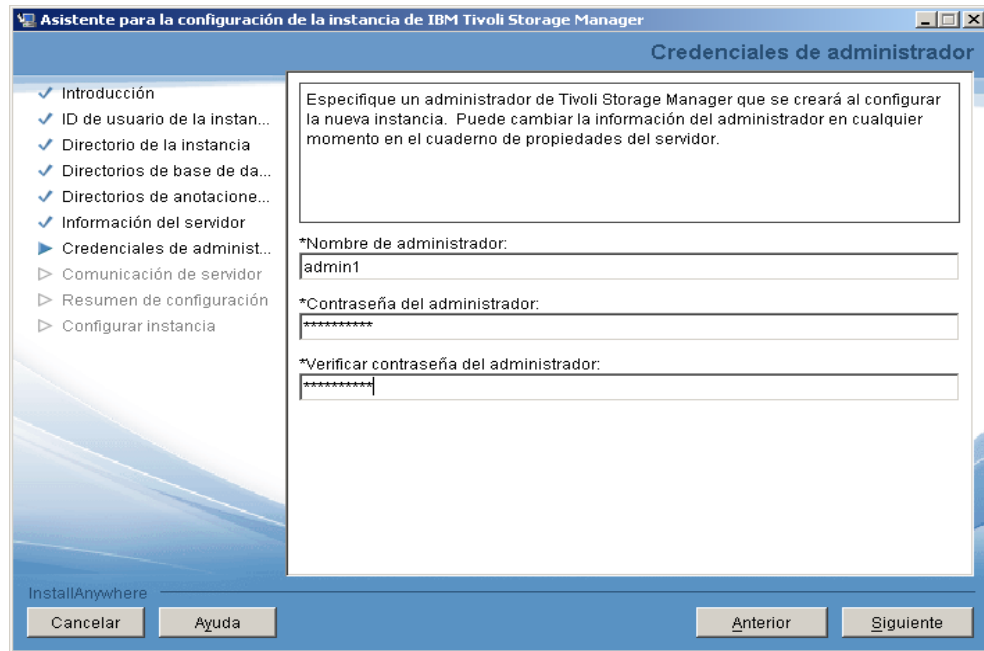 Asistente para la configuración de la instancia de IBM Tivoli Storage Manager
Credenciales de administrador
Introducción
ID de usuario de la instan...
Directorio de la instancia
Directorios de base de da...
Directorios de anotacione...
Información del servidor
Credenciales de administ...
Comunicación de servidor
Resumen de configuración
Configurar instancia
Especifique un administrador de Tivoli Storage Manager que se creará al configurar
la nueva instancia. Puede cambiar la información del administrador en cualquier
momento en el cuaderno de propiedades del servidor.
*Nombre de administrador:
admin1
*Contraseña del administrador:
**********
*Verificar contraseña del administrador:
**********
InstallAnywhere
Cancelar
Ayuda
Anterior
Siguiente